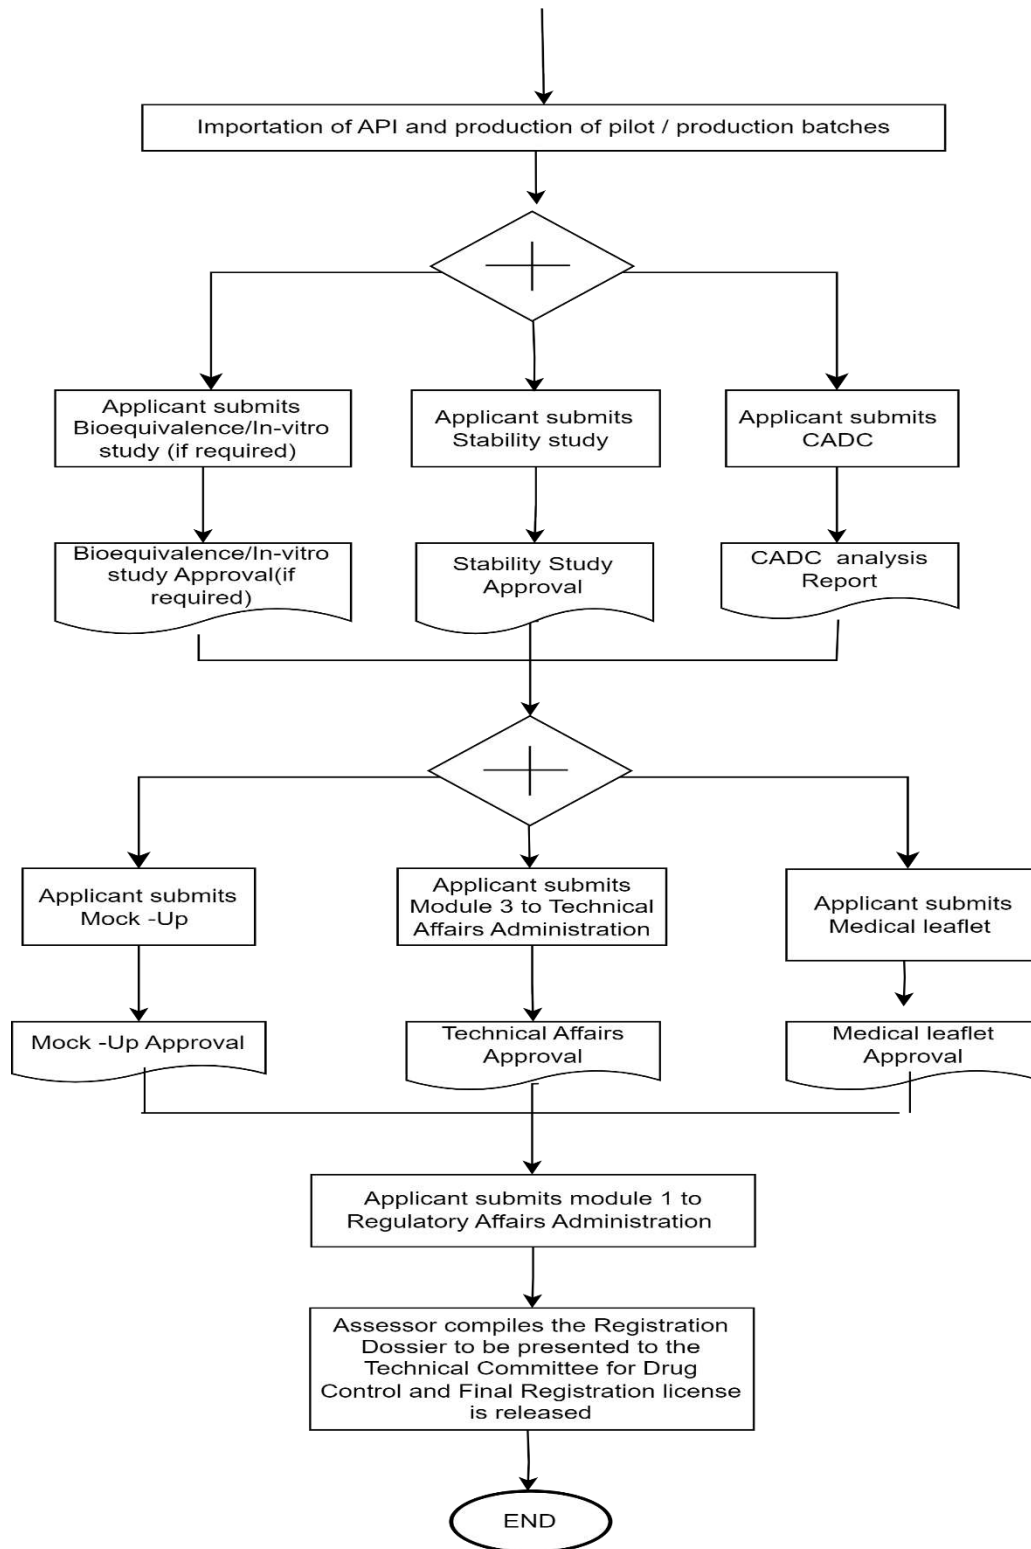 Importation of API and production of pilot / production batches
Applicant submits
Bioequivalence/In-vitro
study (if required)
Applicant submits
Stability study
Applicant submits
CADC
Bioequivalence/In-vitro
study Approval(if
required)
Stability Study
Approval
CADC analysis
Report
Applicant submits
Mock -Up
Applicant submits
Module 3 to Technical
Affairs Administration
Applicant submits
Medical leaflet
Mock -Up Approval
Technical Affairs
Approval
Medical leaflet
Approval
Applicant submits module 1 to
Regulatory Affairs Administration
Assessor compiles the Registration
Dossier to be presented to the
Technical Committee for Drug
Control and Final Registration license
is released
END